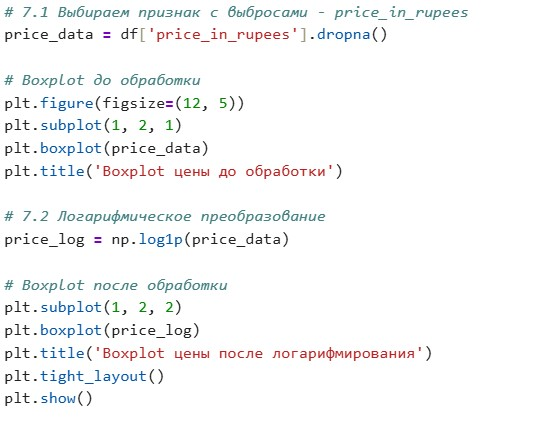 # 7.1 Выбираем признак с выбросами - price_in_rupees
price_data = df['price_in_rupees'].dropna()
# Boxplot до обработки
plt.figure(figsize=(12, 5))
plt.subplot(1, 2, 1)
plt.boxplot(price_data)
plt.title('Boxplot цены до обработки')
# 7.2 Логарифмическое преобразование
price_log = np.log1p(price_data)
# Boxplot после обработки
plt.subplot(1, 2, 2)
plt.boxplot(price_log)
plt.title('Boxplot цены после логарифмирования')
plt.tight_layout()
plt.show()